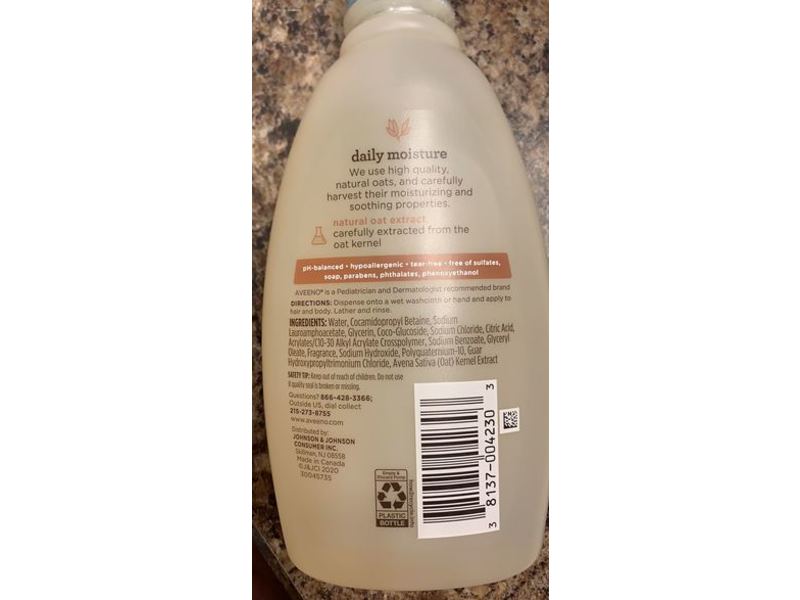 daily moisture
We use high quality,
natural oats, and carefully
harvest their moisturizing and
soothing properties.
natural oat extract
carefully extracted from the
oat kernel
pH-balanced • hypoallergenic • tear-free • free of sulfates,
soap, parabens, phthalates, phenoxyethanol
AVEENO® is a Pediatrician and Dermatologist recommended brand
DIRECTIONS: Dispense onto a wet washcloth or hand and apply to
hair and body. Lather and rinse.
INGREDIENTS: Water, Cocamidopropyl Betaine, Sodium
Lauroamphoacetate, Glycerin, Coco-Glucoside, Sodium Chloride, Citric Acid,
Acrylates/C10-30 Alkyl Acrylate Crosspolymer, Sodium Benzoate, Glyceryl
Oleate, Fragrance, Sodium Hydroxide, Polyquaternium-10, Guar
Hydroxypropyltrimonium Chloride, Avena Sativa (Oat) Kernel Extract
SAFETY TIP: Keep out of reach of children. Do not use
if quality seal is broken or missing.
Questions? 866-428-3366;
Outside US, dial collect
215-273-8755
www.aveeno.com
Distributed by:
JOHNSON & JOHNSON
CONSUMER INC.
Skillman, NJ 08558
Made in Canada
©J&JCI 2020
30045735
Empty &
Discard Pump
PLASTIC
BOTTLE
how2recycle.info
3 8137-004230 3